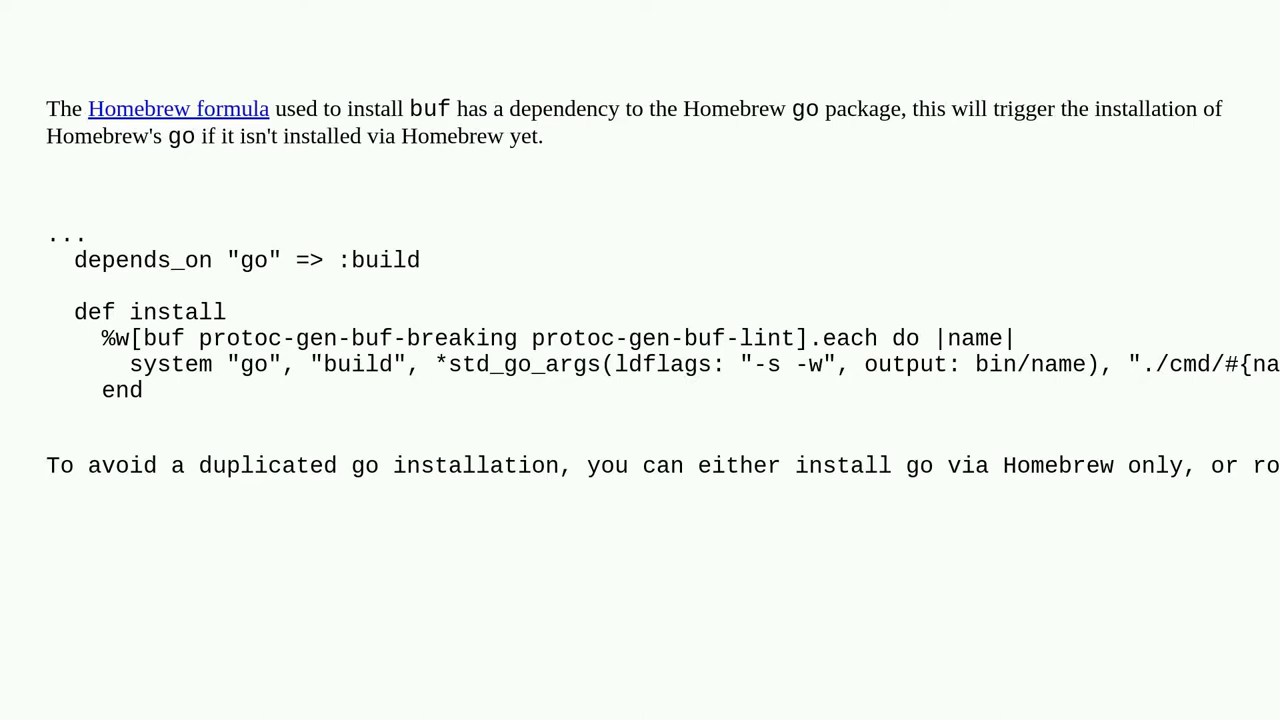 The Homebrew formula used to install buf has a dependency to the Homebrew go package, this will trigger the installation of
Homebrew's go if it isn't installed via Homebrew yet.
...
  depends_on "go" => :build
  def install
    %w[buf protoc-gen-buf-breaking protoc-gen-buf-lint].each do |name|
      system "go", "build", *std_go_args(ldflags: "-s -w", output: bin/name), "./cmd/#{na
    end
To avoid a duplicated go installation, you can either install go via Homebrew only, or ro